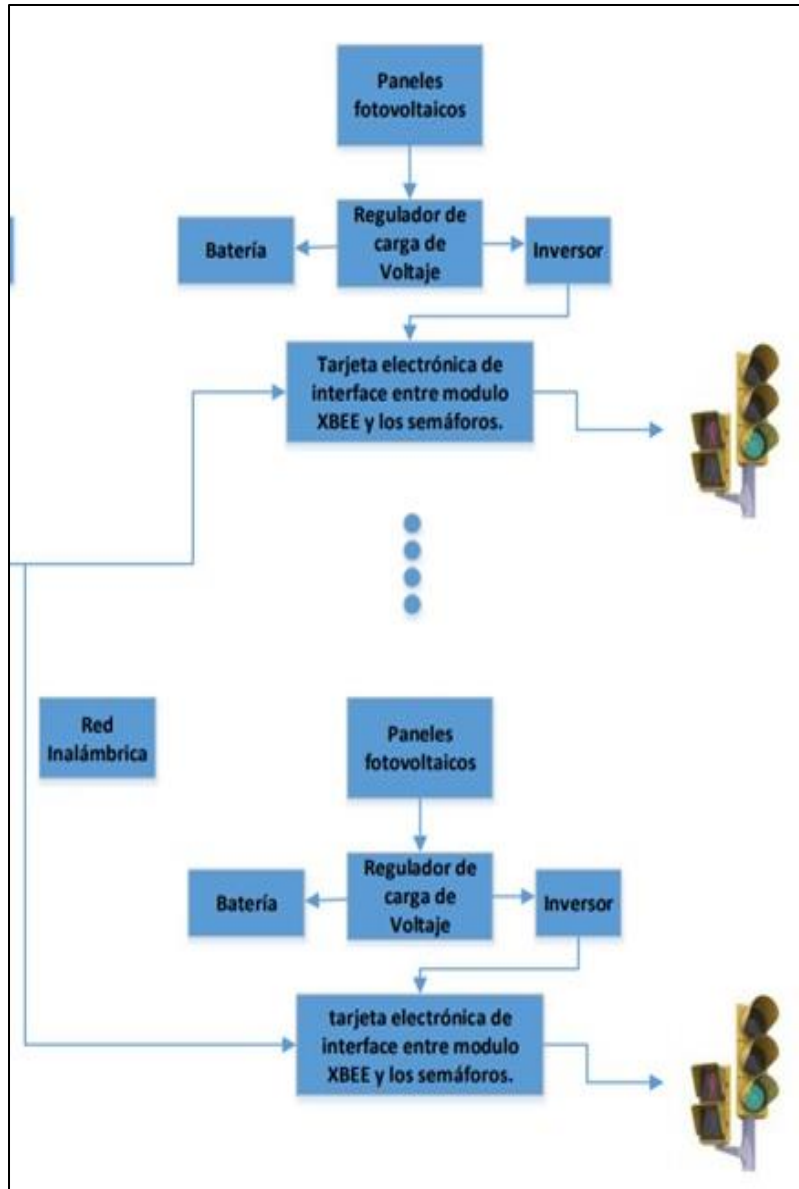 Paneles
fotovoltaicos
Regulador de
carga de
Voltaje
Batería
Inversor
Tarjeta electrónica de
interface entre modulo
XBEE y los semáforos.
Red
Inalámbrica
Paneles
fotovoltaicos
Regulador de
carga de
Voltaje
Batería
Inversor
tarjeta electrónica de
interface entre modulo
XBEE y los semáforos.